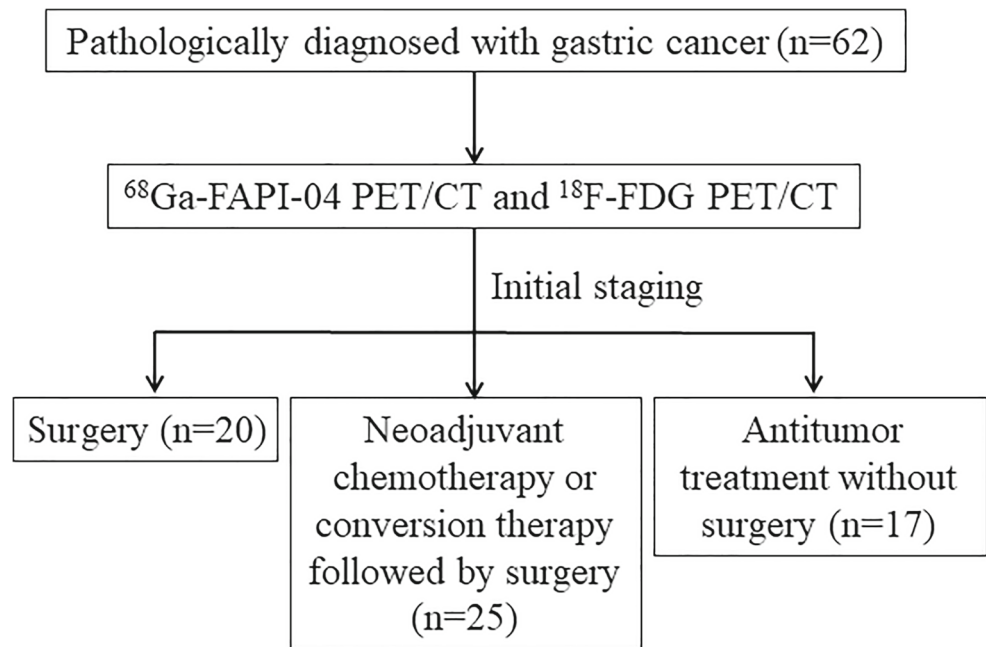 Pathologically diagnosed with gastric cancer (n=62)
⁶⁸Ga-FAPI-04 PET/CT and ¹⁸F-FDG PET/CT
Initial staging
Surgery (n=20)
Neoadjuvant
chemotherapy or
conversion therapy
followed by surgery
(n=25)
Antitumor
treatment without
surgery (n=17)